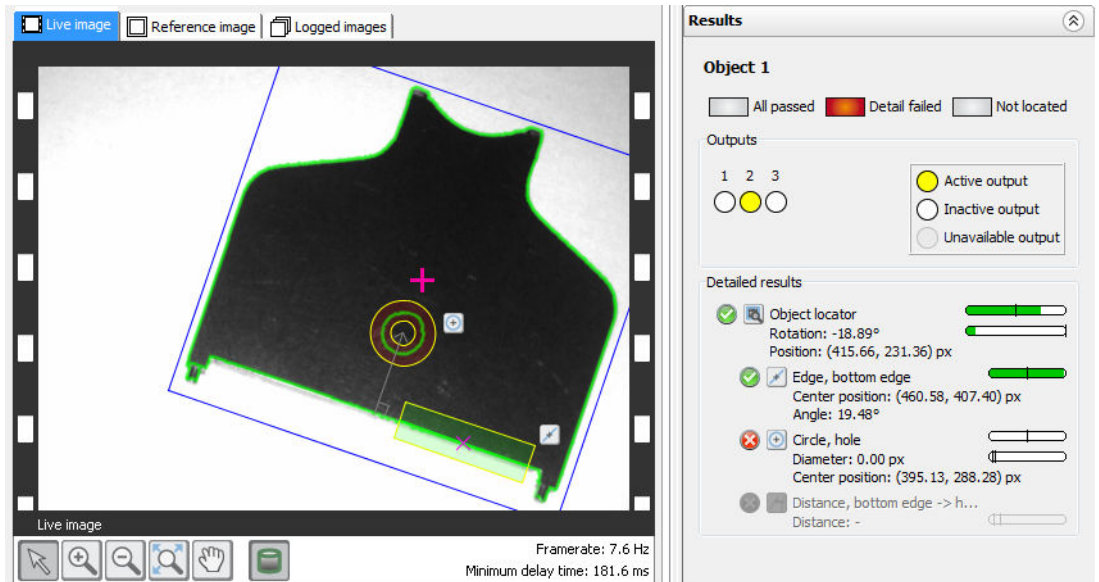 Live image
Reference image
Logged images
Live image
Framerate: 7.6 Hz
Minimum delay time: 181.6 ms
Results
Object 1
All passed
Detail failed
Not located
Outputs
1 2 3
Active output
Inactive output
Unavailable output
Detailed results
Object locator
Rotation: -18.89°
Position: (415.66, 231.36) px
Edge, bottom edge
Center position: (460.58, 407.40) px
Angle: 19.48°
Circle, hole
Diameter: 0.00 px
Center position: (395.13, 288.28) px
Distance, bottom edge -> h...
Distance: -